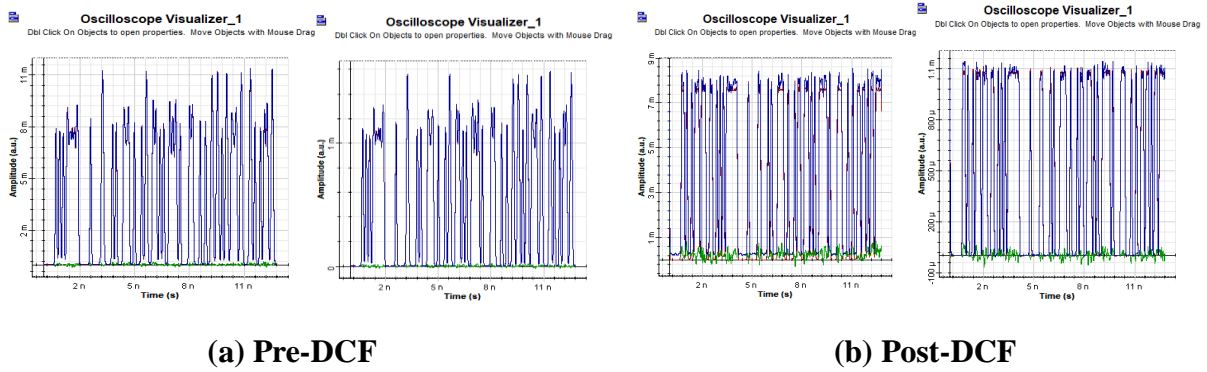 Oscilloscope Visualizer_1
Dbl Click On Objects to open properties. Move Objects with Mouse Drag
Amplitude (a.u.)
11 m
8 m
5 m
2 m
2 n
5 n
8 n
11 n
Time (s)
Oscilloscope Visualizer_1
Dbl Click On Objects to open properties. Move Objects with Mouse Drag
Amplitude (a.u.)
1 m
0
2 n
5 n
8 n
11 n
Time (s)
(a) Pre-DCF
Oscilloscope Visualizer_1
Dbl Click On Objects to open properties. Move Objects with Mouse Drag
Amplitude (a.u.)
9 m
7 m
5 m
3 m
1 m
2 n
5 n
8 n
11 n
Time (s)
Oscilloscope Visualizer_1
Dbl Click On Objects to open properties. Move Objects with Mouse Drag
Amplitude (a.u.)
1.1 m
800 µ
500 µ
200 µ
-100 µ
2 n
5 n
8 n
11 n
Time (s)
(b) Post-DCF